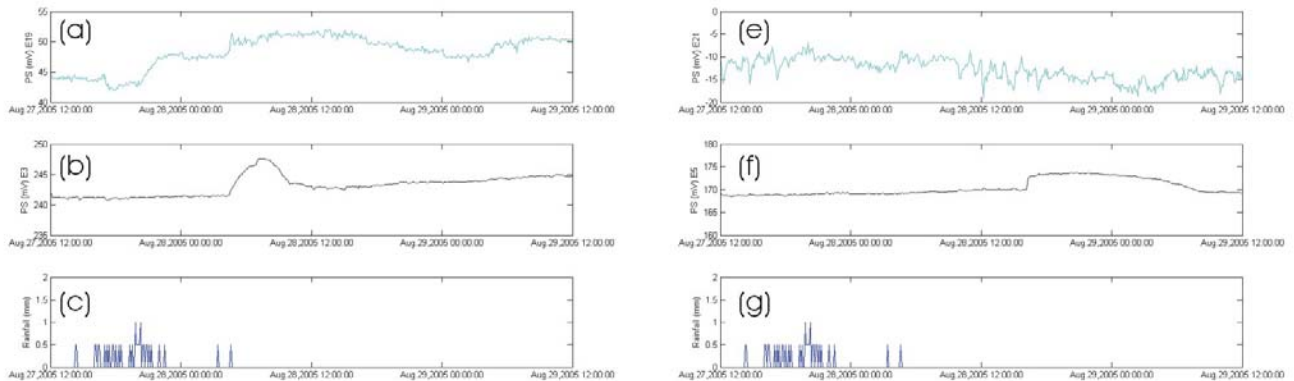 (a)
PS (mV) E19
55
50
45
40
Aug.27,2005 12:00:00 Aug.28,2005 00:00:00 Aug.28,2005 12:00:00 Aug.29,2005 00:00:00 Aug.29,2005 12:00:00
(b)
PS (mV) E3
250
245
240
235
Aug.27,2005 12:00:00 Aug.28,2005 00:00:00 Aug.28,2005 12:00:00 Aug.29,2005 00:00:00 Aug.29,2005 12:00:00
(c)
Rainfall (mm)
2
1.5
1
0.5
0
Aug.27,2005 12:00:00 Aug.28,2005 00:00:00 Aug.28,2005 12:00:00 Aug.29,2005 00:00:00 Aug.29,2005 12:00:00
(e)
PS (mV) E21
0
-5
-10
-15
-20
Aug.27,2005 12:00:00 Aug.28,2005 00:00:00 Aug.28,2005 12:00:00 Aug.29,2005 00:00:00 Aug.29,2005 12:00:00
(f)
PS (mV) E5
180
175
170
165
160
Aug.27,2005 12:00:00 Aug.28,2005 00:00:00 Aug.28,2005 12:00:00 Aug.29,2005 00:00:00 Aug.29,2005 12:00:00
(g)
Rainfall (mm)
2
1.5
1
0.5
0
Aug.27,2005 12:00:00 Aug.28,2005 00:00:00 Aug.28,2005 12:00:00 Aug.29,2005 00:00:00 Aug.29,2005 12:00:00